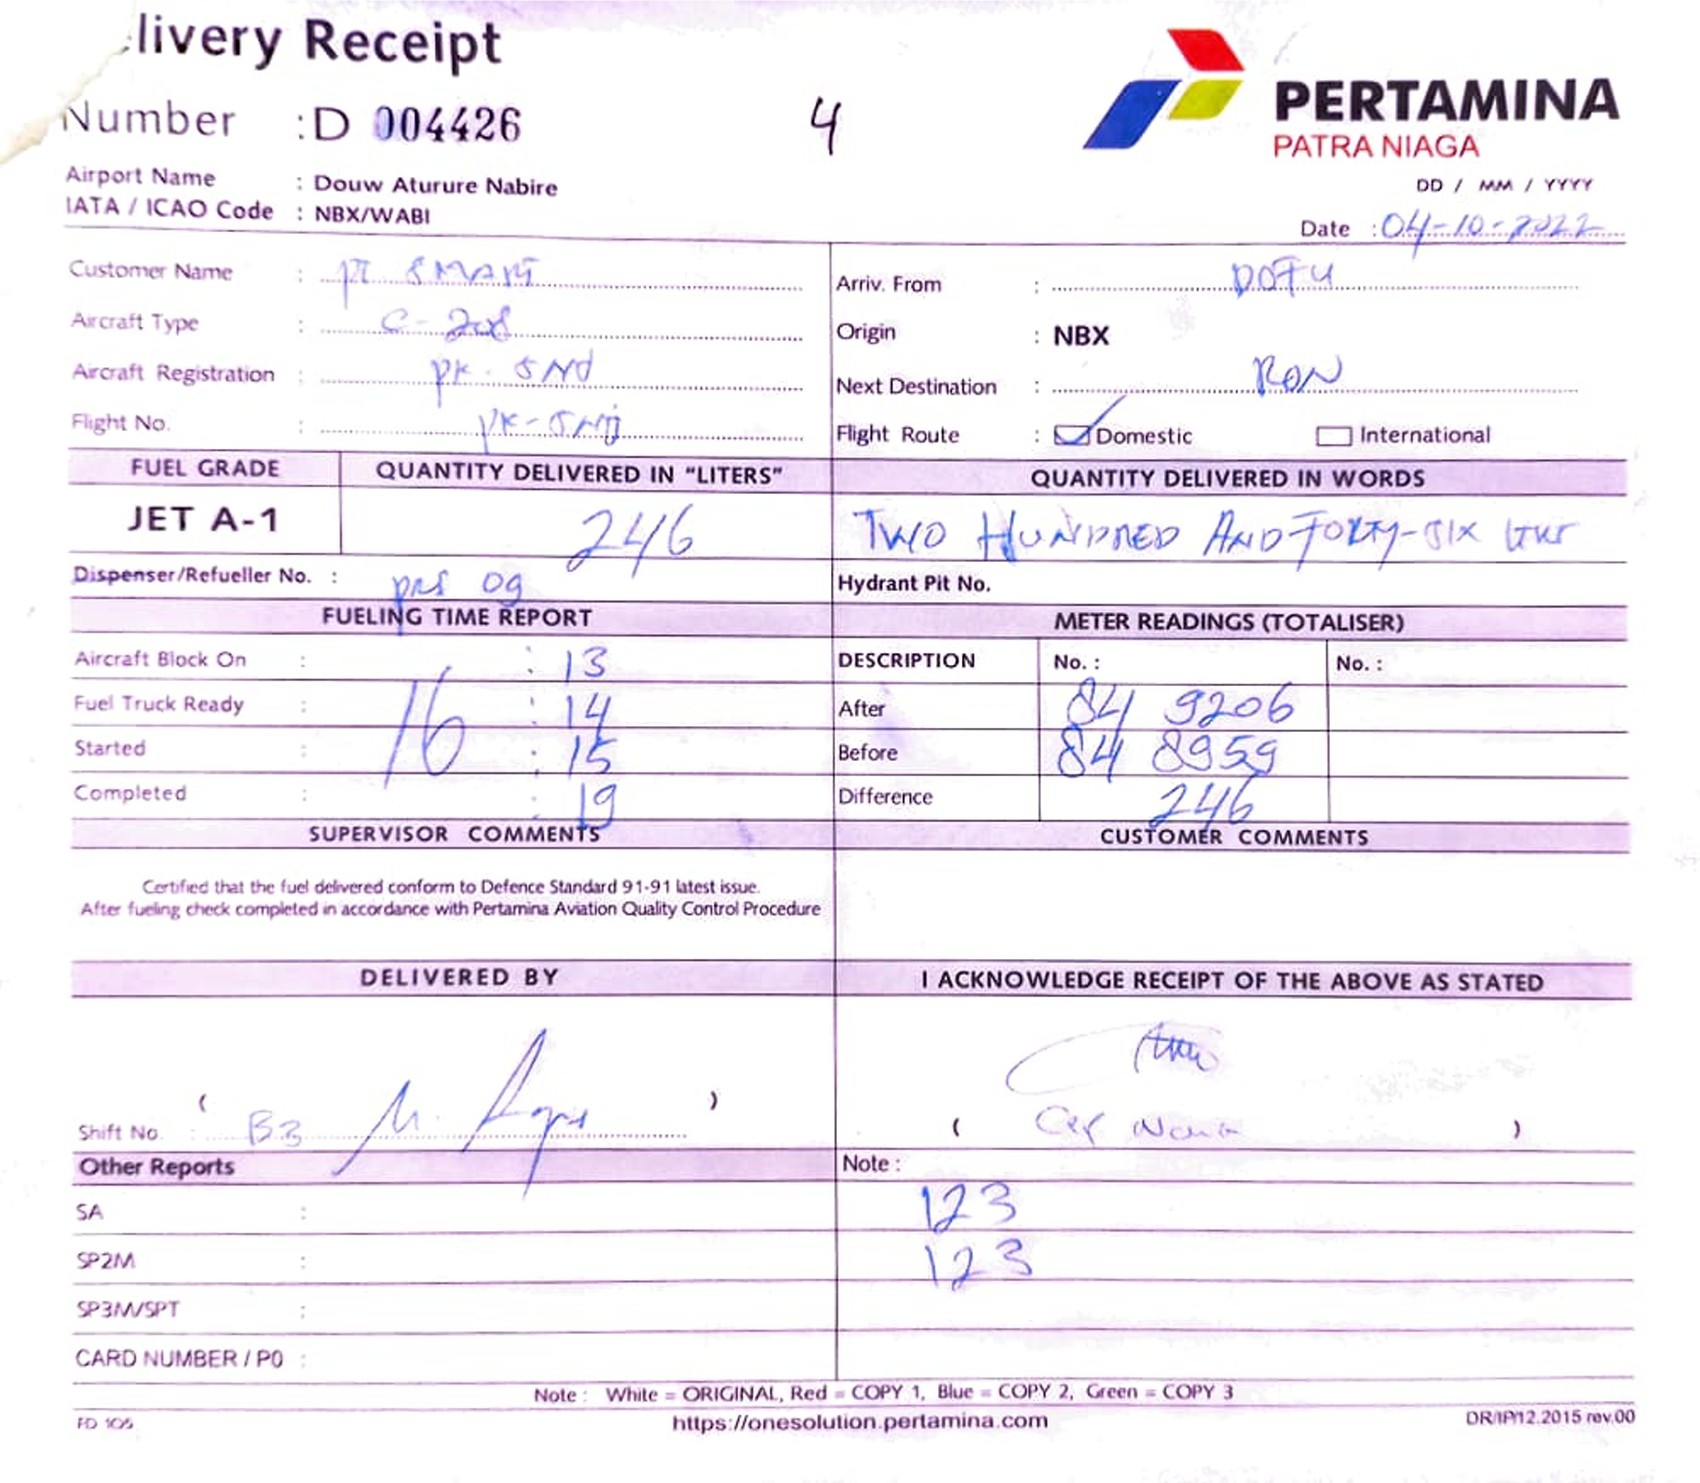 livery Receipt
Number : D 004426
4
PERTAMINA
PATRA NIAGA
Airport Name : Douw Aturure Nabire
IATA / ICAO Code : NBX/WABI
DD / MM / YYYY
Date : 04-10-2022
Customer Name : PT SMART
Arriv. From : DOFU
Aircraft Type : C-208
Origin : NBX
Aircraft Registration : PK-SND
Next Destination : RON
Flight No. : PK-SND
Flight Route : Domestic International
FUEL GRADE QUANTITY DELIVERED IN "LITERS" QUANTITY DELIVERED IN WORDS
JET A-1 246 TWO HUNDRED AND FORTY-SIX
Dispenser/Refueller No. : 09
Hydrant Pit No.
FUELING TIME REPORT METER READINGS (TOTALISER)
Aircraft Block On : : 13 DESCRIPTION No. : No. :
Fuel Truck Ready : 16 : 14 After 84 9206
Started : : 15 Before 84 8959
Completed : : 19 Difference 246
SUPERVISOR COMMENTS CUSTOMER COMMENTS
Certified that the fuel delivered conform to Defence Standard 91-91 latest issue.
After fueling check completed in accordance with Pertamina Aviation Quality Control Procedure
DELIVERED BY I ACKNOWLEDGE RECEIPT OF THE ABOVE AS STATED
( )
Shift No. : B3
( )
Other Reports Note :
SA : 123
SP2M : 123
SP3M/SPT :
CARD NUMBER / PO :
Note : White = ORIGINAL, Red = COPY 1, Blue = COPY 2, Green = COPY 3
FD 105 https://onesolution.pertamina.com DR/IP/12.2015 rev.00